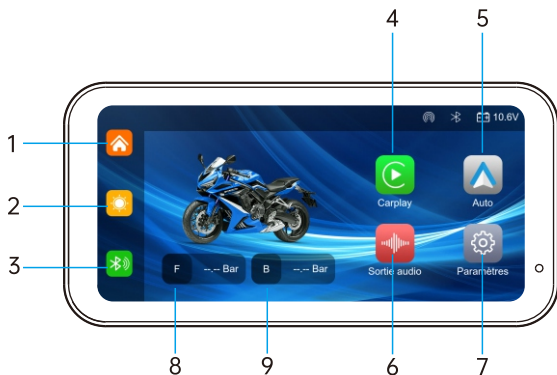 4 5
10.6V
1
2
3
Carplay Auto
F --.-- Bar B --.-- Bar
Sortie audio Paramètres
8 9 6 7